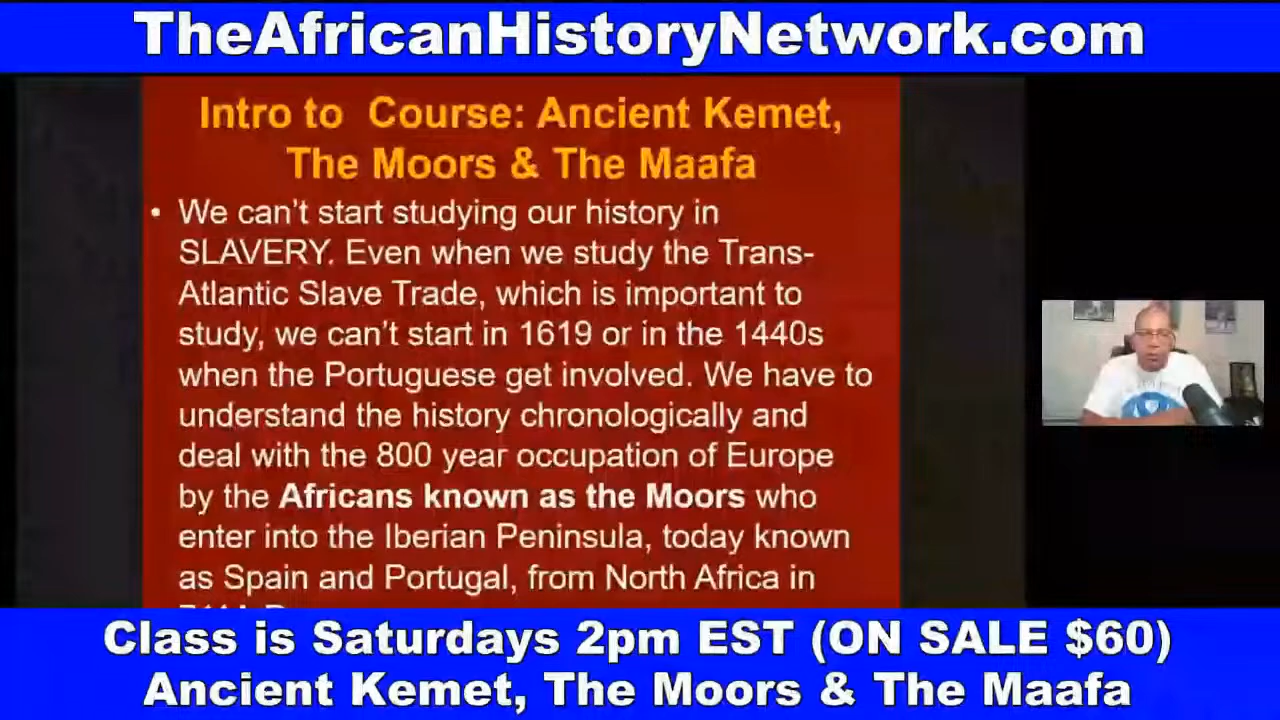 TheAfricanHistoryNetwork.com
Intro to Course: Ancient Kemet,
The Moors & The Maafa
• We can't start studying our history in
SLAVERY. Even when we study the Trans-
Atlantic Slave Trade, which is important to
study, we can't start in 1619 or in the 1440s
when the Portuguese get involved. We have to
understand the history chronologically and
deal with the 800 year occupation of Europe
by the Africans known as the Moors who
enter into the Iberian Peninsula, today known
as Spain and Portugal, from North Africa in
Class is Saturdays 2pm EST (ON SALE $60)
Ancient Kemet, The Moors & The Maafa